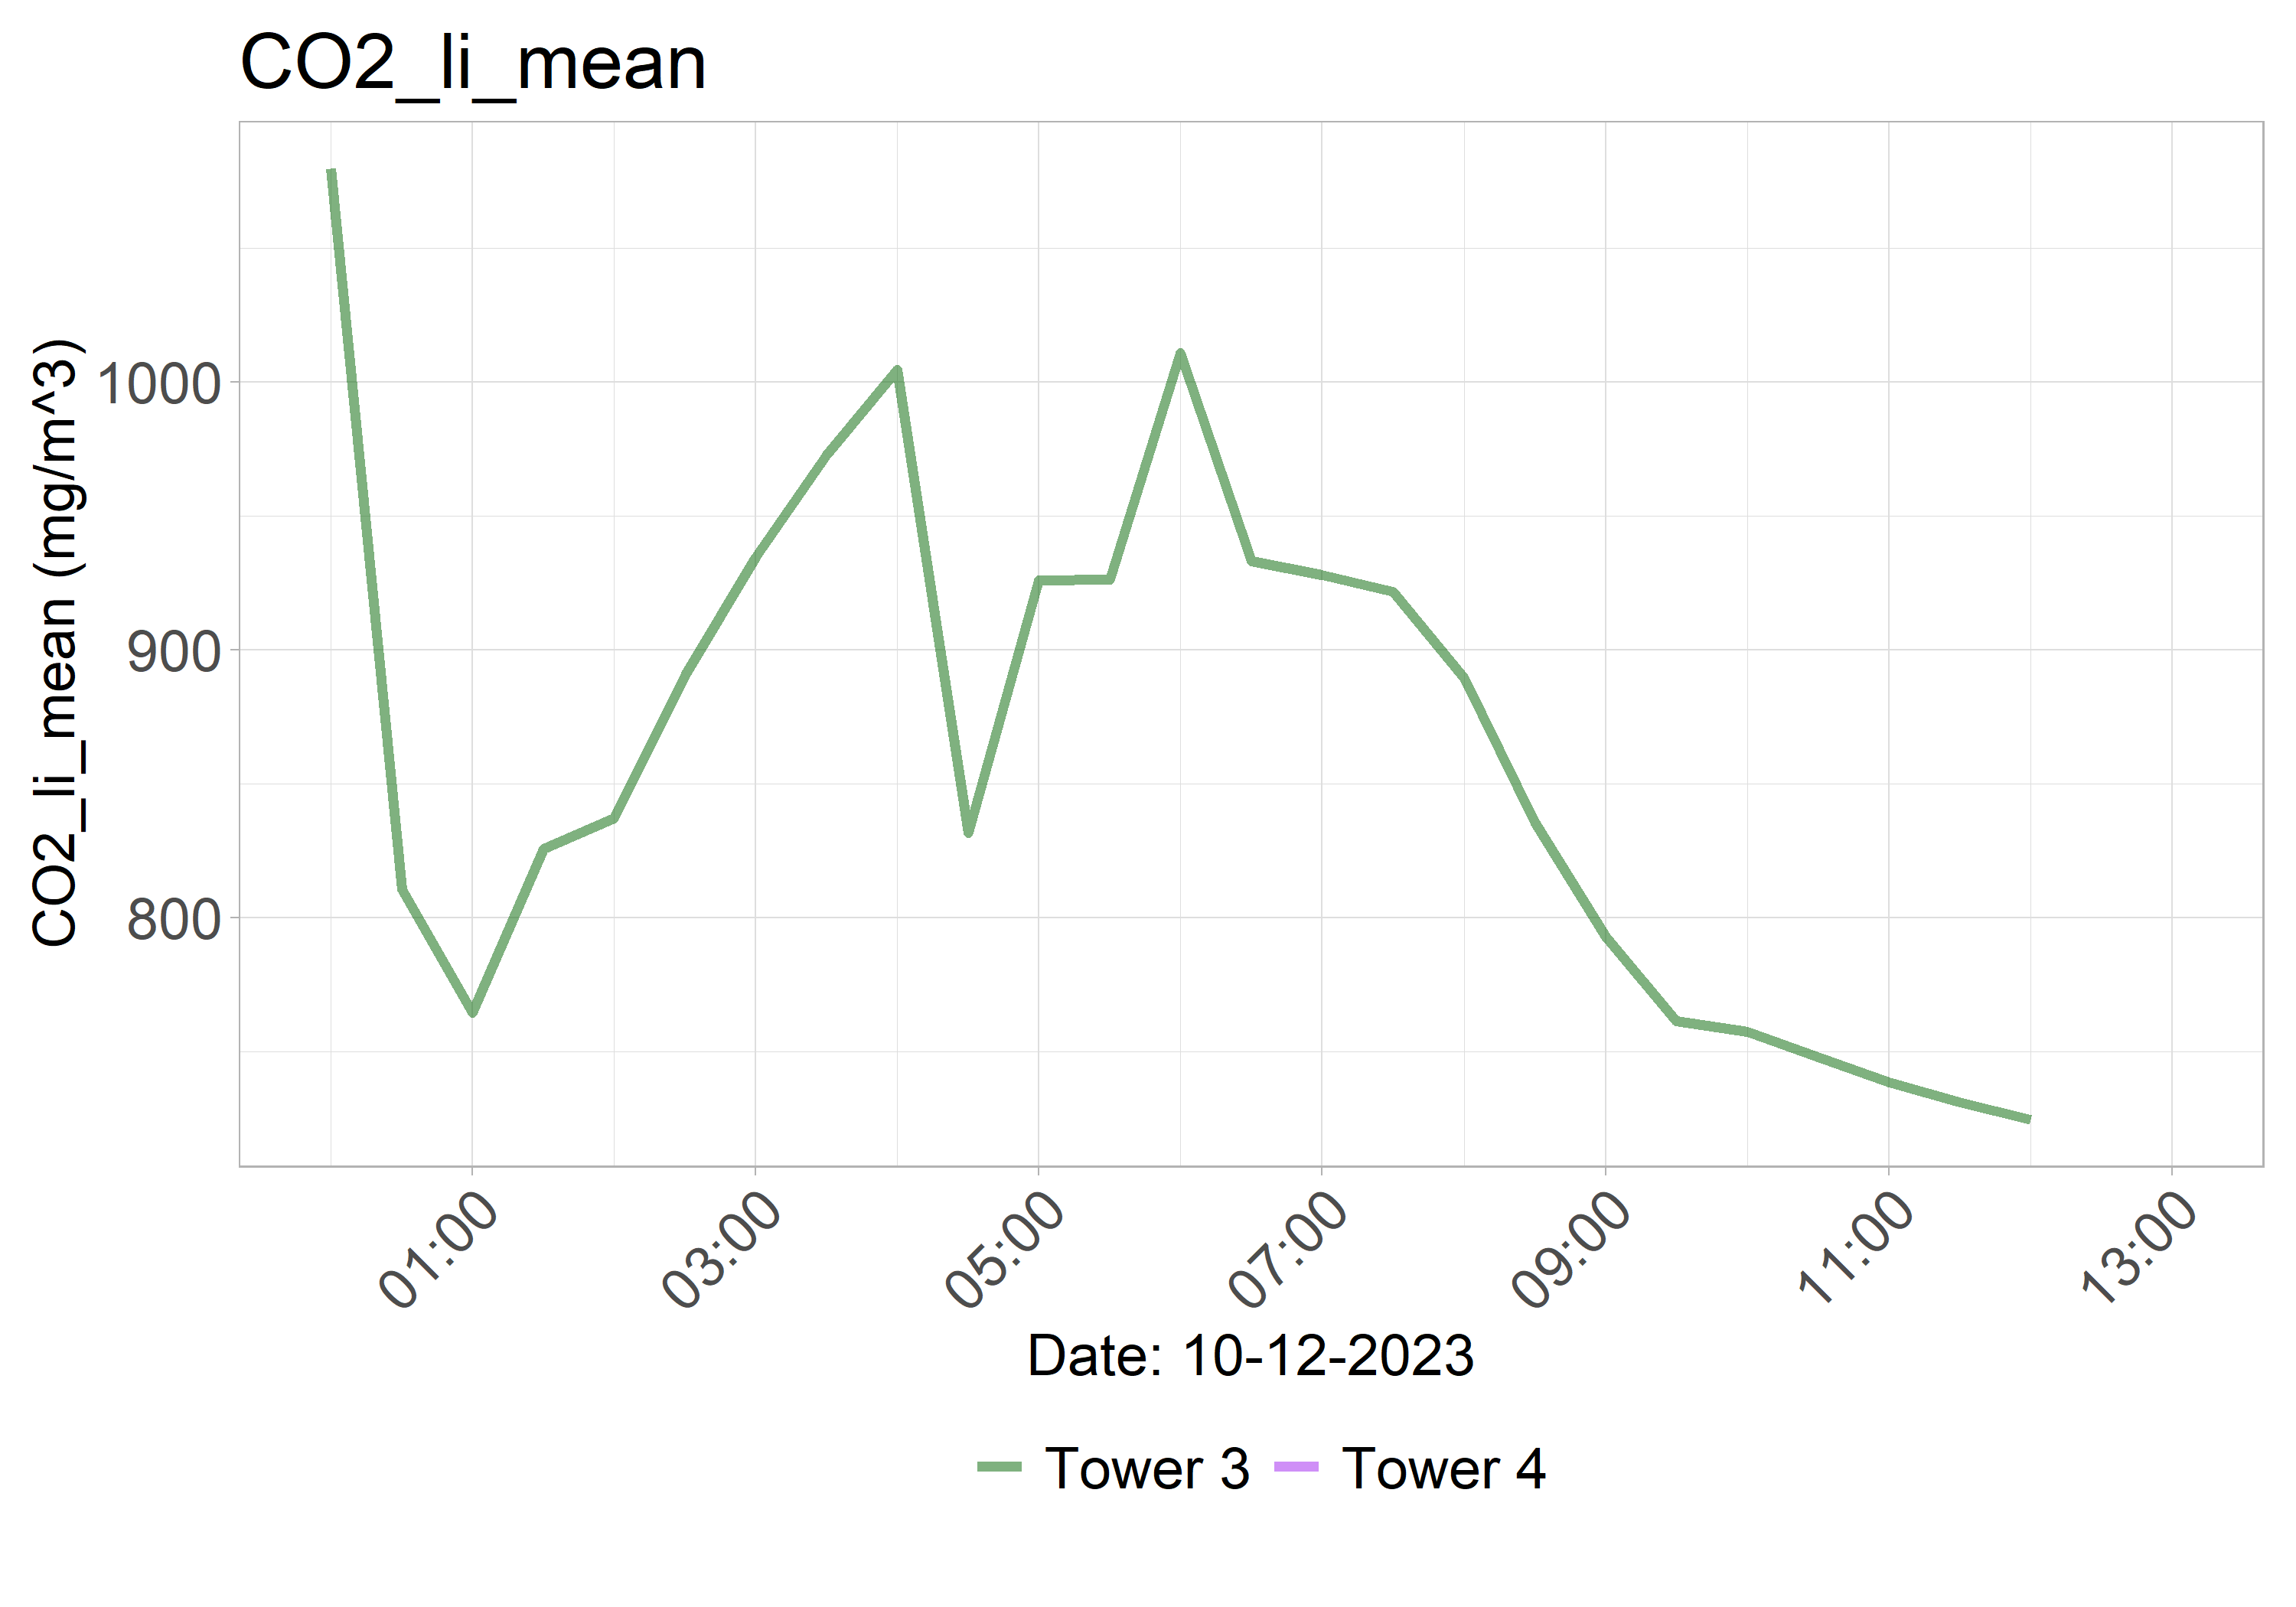 CO2_li_mean
CO2_li_mean (mg/m^3)
1000
900
800
01:00 03:00 05:00 07:00 09:00 11:00 13:00
Date: 10-12-2023
Tower 3 Tower 4